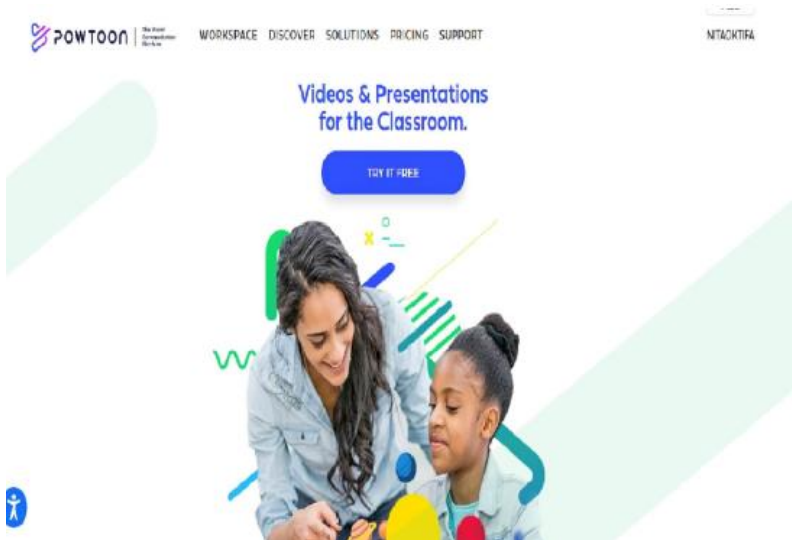 POWTOON
WORKSPACE DISCOVER SOLUTIONS PRICING SUPPORT
NITAOKTIFA
Videos & Presentations
for the Classroom.
TRY IT FREE